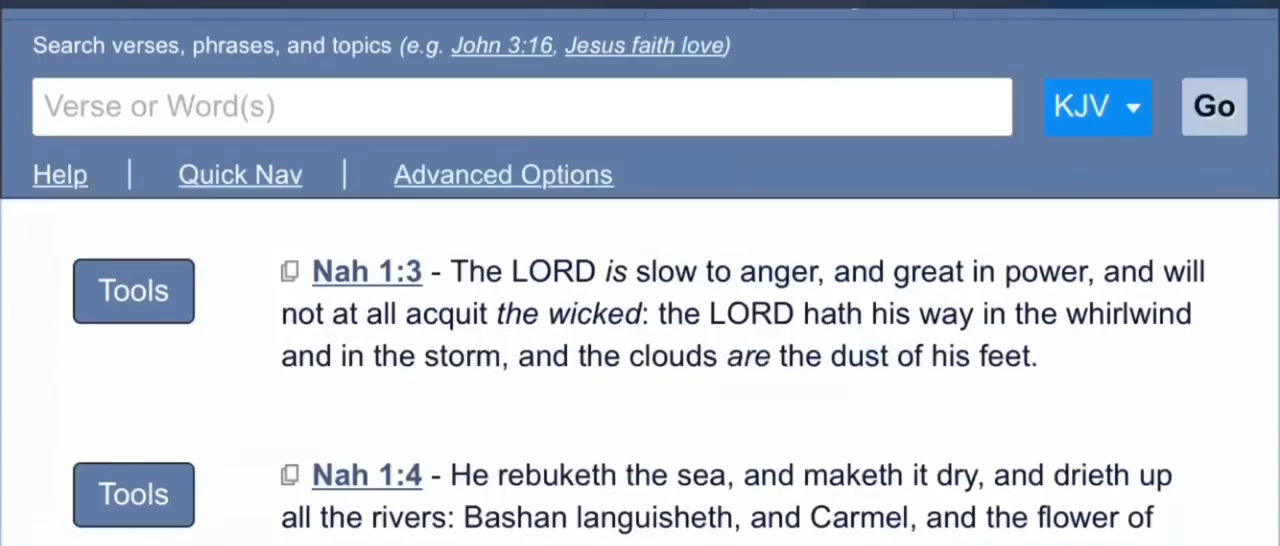 Search verses, phrases, and topics (e.g. John 3:16, Jesus faith love)
Verse or Word(s)
KJV
Go
Help | Quick Nav | Advanced Options
Tools
Nah 1:3 - The LORD is slow to anger, and great in power, and will
not at all acquit the wicked: the LORD hath his way in the whirlwind
and in the storm, and the clouds are the dust of his feet.
Tools
Nah 1:4 - He rebuketh the sea, and maketh it dry, and drieth up
all the rivers: Bashan languisheth, and Carmel, and the flower of